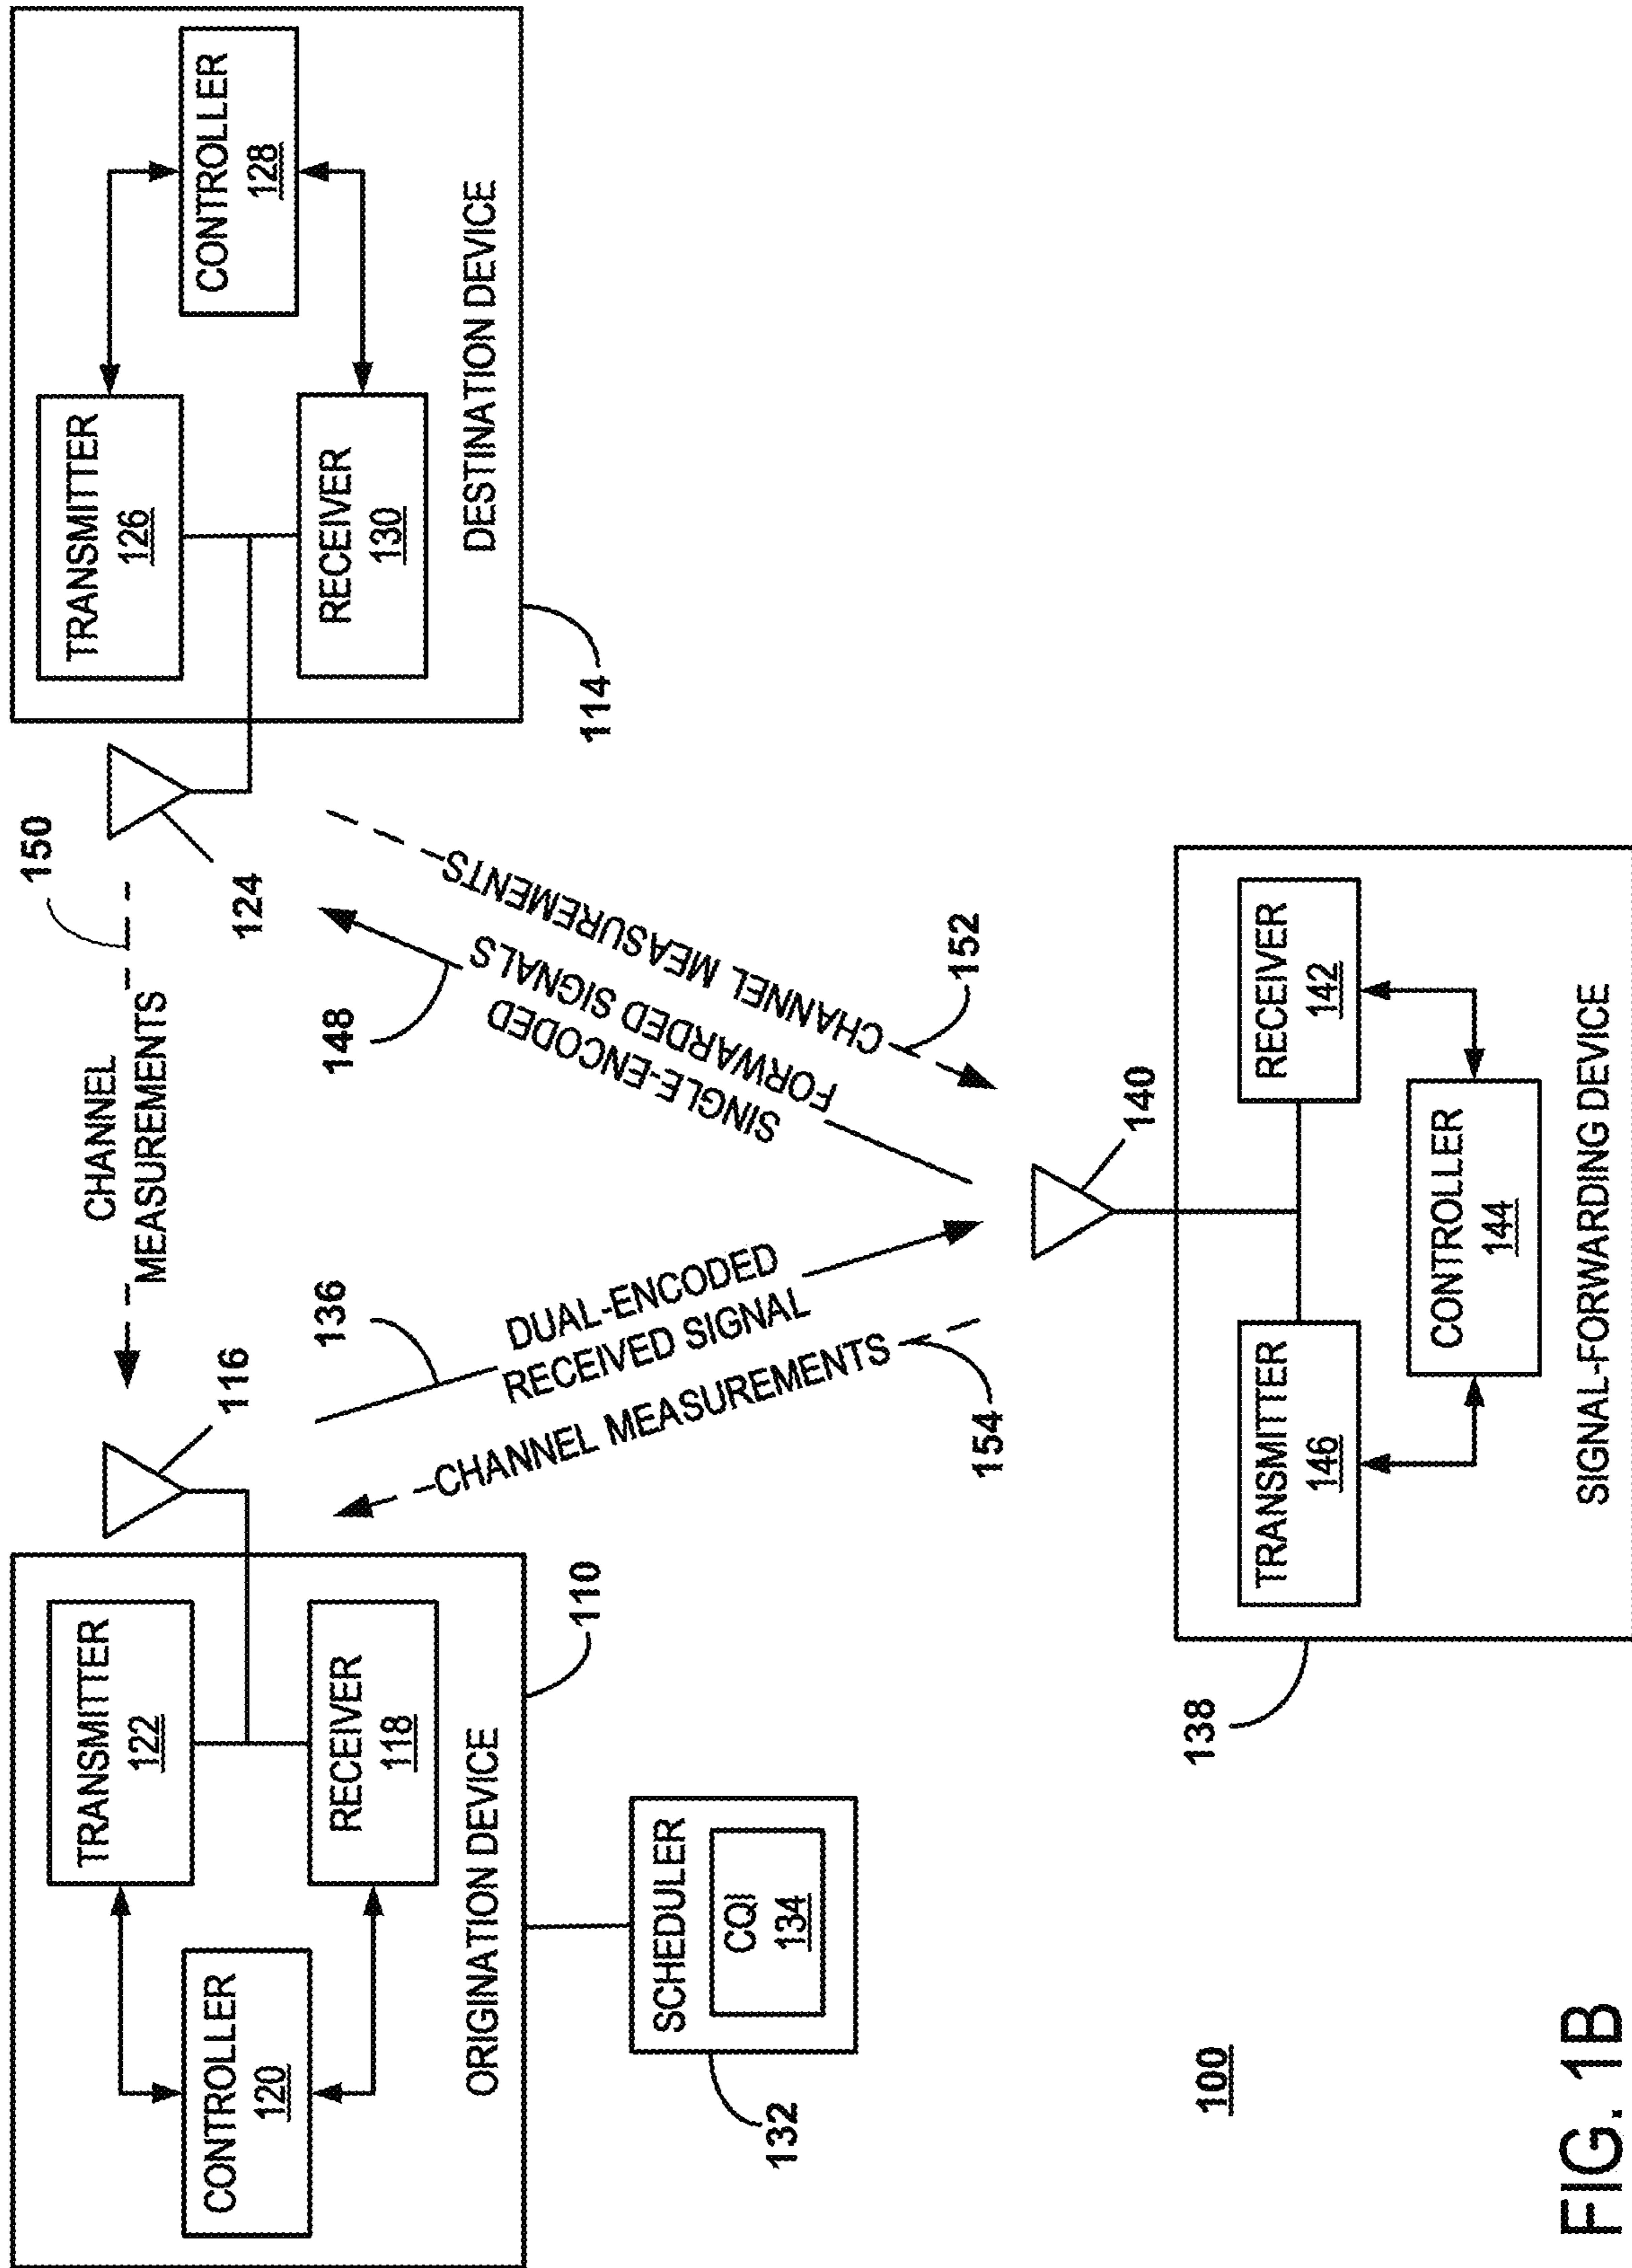 TRANSMITTER
122
CONTROLLER
120
RECEIVER
118
ORIGINATION DEVICE
110
116
SCHEDULER
CQI
134
132
CHANNEL
MEASUREMENTS
150
124
TRANSMITTER
126
CONTROLLER
128
RECEIVER
130
DESTINATION DEVICE
114
136
DUAL-ENCODED
RECEIVED SIGNAL
CHANNEL MEASUREMENTS
154
148
SINGLE-ENCODED
FORWARDED SIGNALS
CHANNEL MEASUREMENTS
152
140
TRANSMITTER
146
RECEIVER
142
CONTROLLER
144
SIGNAL-FORWARDING DEVICE
138
100
FIG. 1B